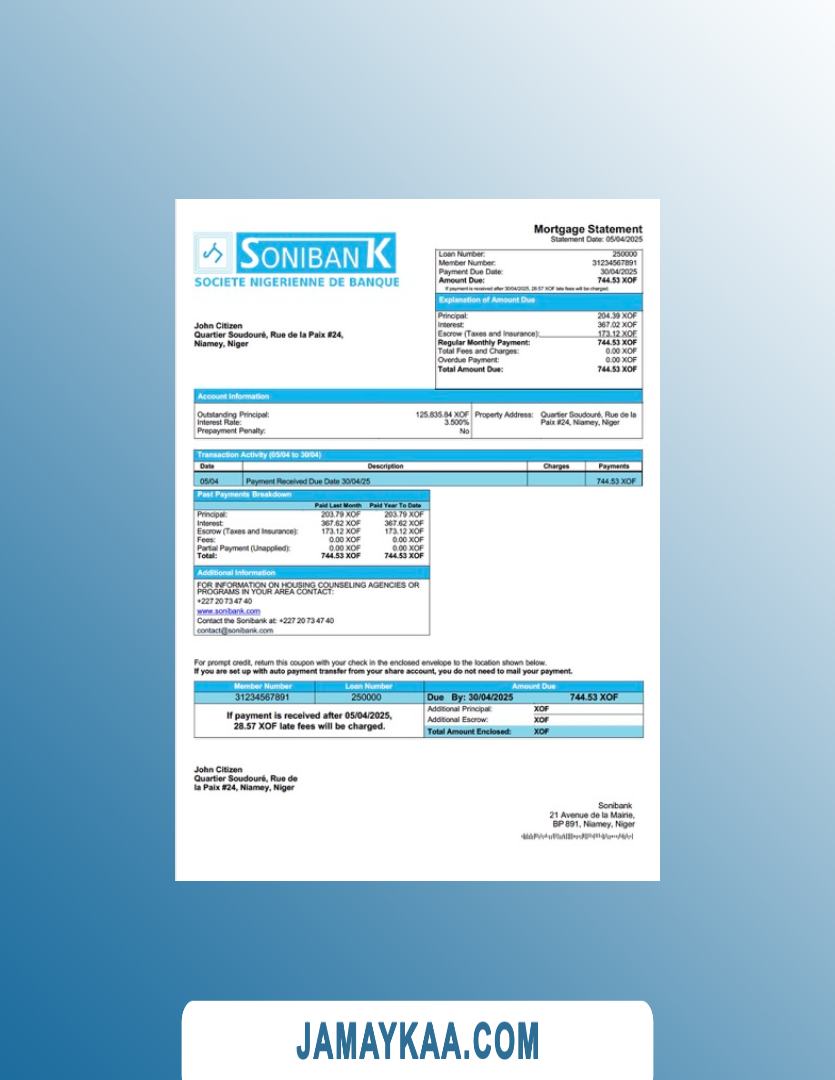 SONIBANK
SOCIETE NIGERIENNE DE BANQUE
Mortgage Statement
Statement Date: 05/04/2025
Loan Number: 250000
Member Number: 31234567891
Payment Due Date: 30/04/2025
Amount Due: 744.53 XOF
If payment is received after 30/04/2025, 28.57 XOF late fees will be charged.
Explanation of Amount Due
Principal: 204.39 XOF
Interest: 367.02 XOF
Escrow (Taxes and Insurance): 173.12 XOF
Regular Monthly Payment: 744.53 XOF
Total Fees and Charges: 0.00 XOF
Overdue Payment: 0.00 XOF
Total Amount Due: 744.53 XOF
John Citizen
Quartier Soudouré, Rue de la Paix #24,
Niamey, Niger
Account Information
Outstanding Principal: 125.835.84 XOF
Interest Rate: 3.500%
Prepayment Penalty: No
Property Address: Quartier Soudouré, Rue de la
Paix #24, Niamey, Niger
Transaction Activity (05/04 to 30/04)
Date Description Charges Payments
05/04 Payment Received Due Date 30/04/25 744.53 XOF
Past Payments Breakdown
Paid Last Month Paid Year To Date
Principal: 203.79 XOF 203.79 XOF
Interest: 367.62 XOF 367.62 XOF
Escrow (Taxes and Insurance): 173.12 XOF 173.12 XOF
Fees: 0.00 XOF 0.00 XOF
Partial Payment (Unapplied): 0.00 XOF 0.00 XOF
Total: 744.53 XOF 744.53 XOF
Additional Information
FOR INFORMATION ON HOUSING COUNSELING AGENCIES OR
PROGRAMS IN YOUR AREA CONTACT:
+227 20 73 47 40
www.sonibank.com
Contact the Sonibank at: +227 20 73 47 40
contact@sonibank.com
For prompt credit, return this coupon with your check in the enclosed envelope to the location shown below.
If you are set up with auto payment transfer from your share account, you do not need to mail your payment.
Member Number Loan Number Amount Due
31234567891 250000 Due By: 30/04/2025 744.53 XOF
If payment is received after 05/04/2025,
28.57 XOF late fees will be charged.
Additional Principal: XOF
Additional Escrow: XOF
Total Amount Enclosed: XOF
John Citizen
Quartier Soudouré, Rue de
la Paix #24, Niamey, Niger
Sonibank
21 Avenue de la Mairie,
BP 891, Niamey, Niger
JAMAYKAA.COM